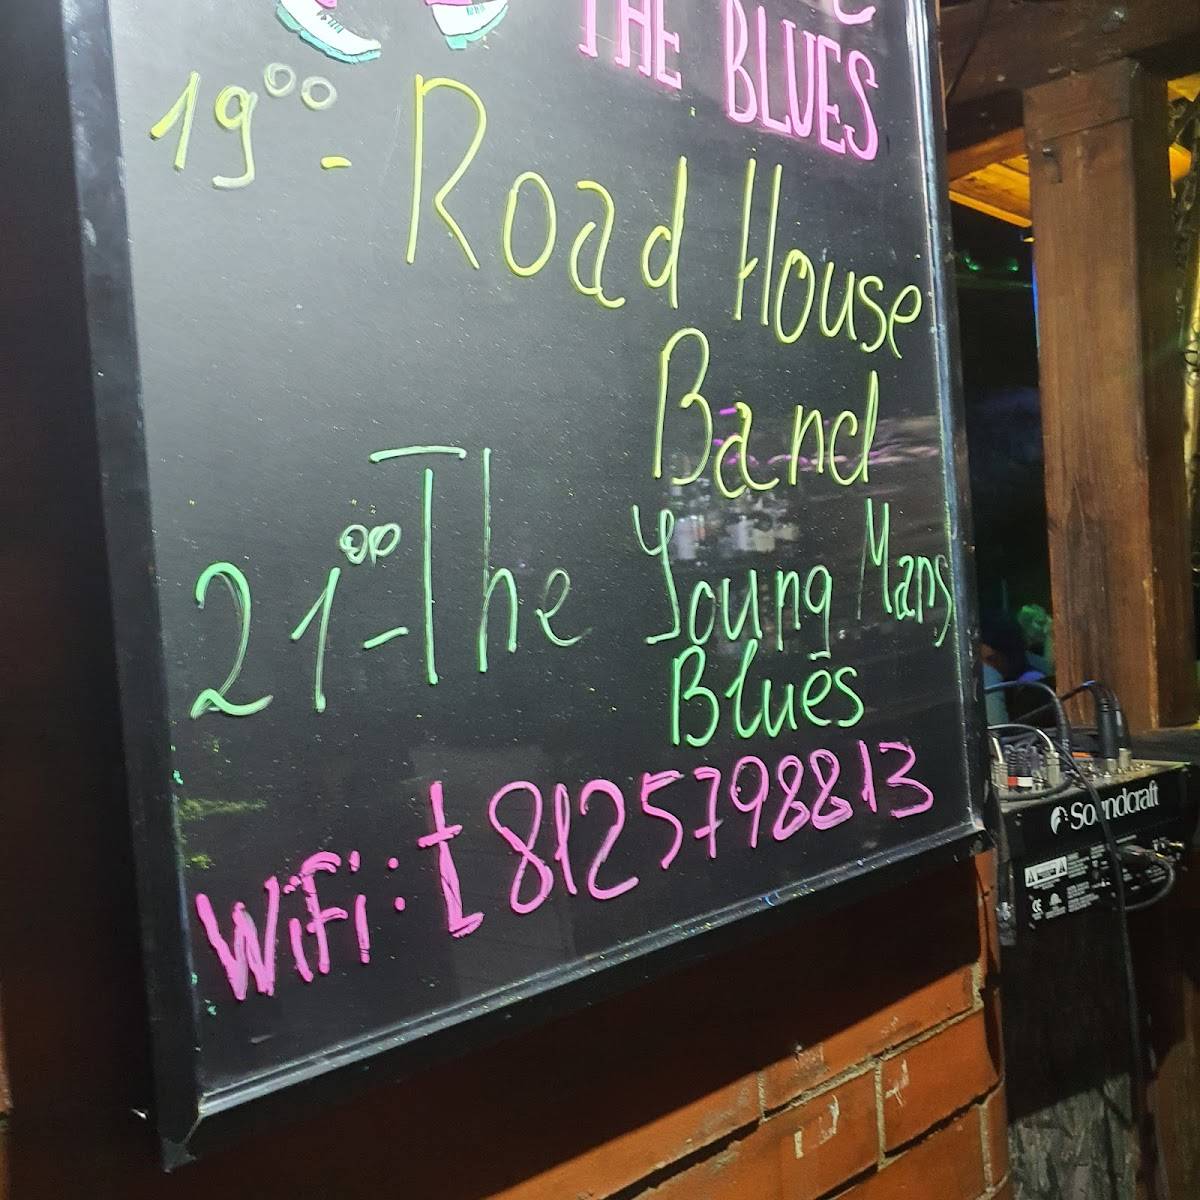 THE BLUES
19⁰⁰ - Road House
Band
21⁰⁰ - The Young Mans
Blues
WiFi: t8125798813
Soundcraft